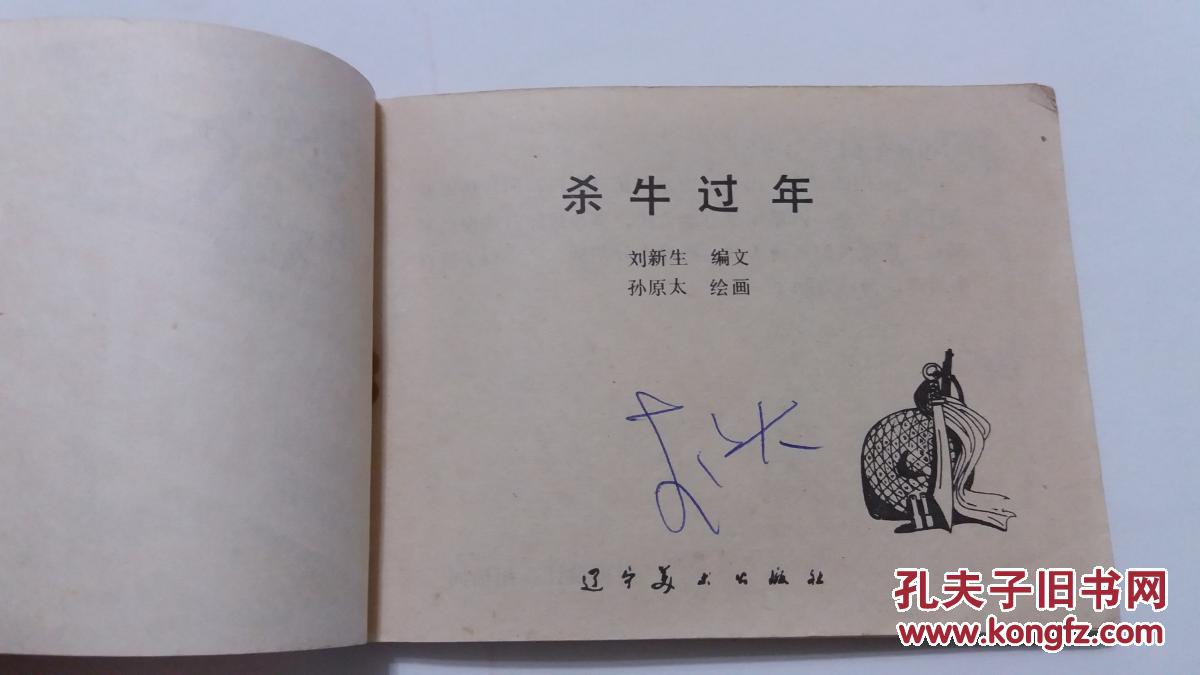 杀牛过年
刘新生 编文
孙原太 绘画
辽宁美术出版社
孔夫子旧书网
www.kongfz.com